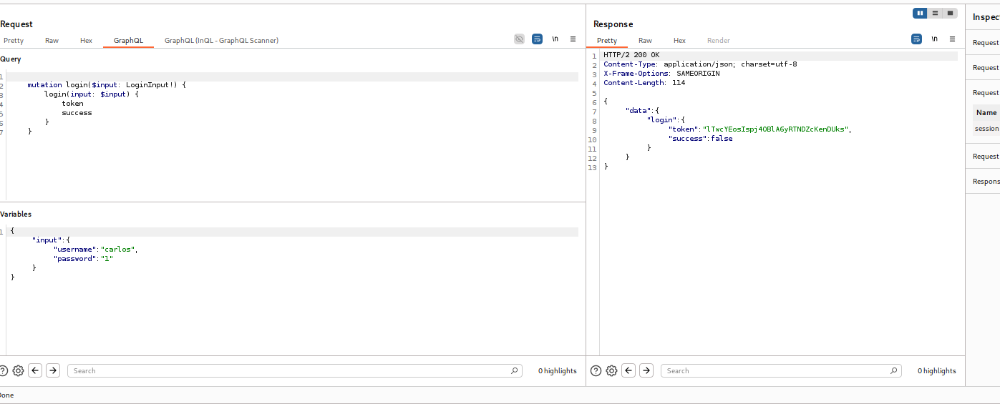 Request
Pretty Raw Hex GraphQL GraphQL (InQL - GraphQL Scanner) \n
Query
1
2 mutation login($input: LoginInput!) {
3 login(input: $input) {
4 token
5 success
6 }
7 }
Variables
1 {
"input":{
"username":"carlos",
"password":"1"
}
}
Search 0 highlights
Done
Response
Pretty Raw Hex Render \n
1 HTTP/2 200 OK
2 Content-Type: application/json; charset=utf-8
3 X-Frame-Options: SAMEORIGIN
4 Content-Length: 114
5
6 {
7 "data":{
8 "login":{
9 "token":"lTwcYEosIspj4OBlA6yRTNDZcKenDUks",
10 "success":false
11 }
12 }
13 }
Search 0 highlights
Inspec
Request
Request
Request
Name
session
Request
Respons